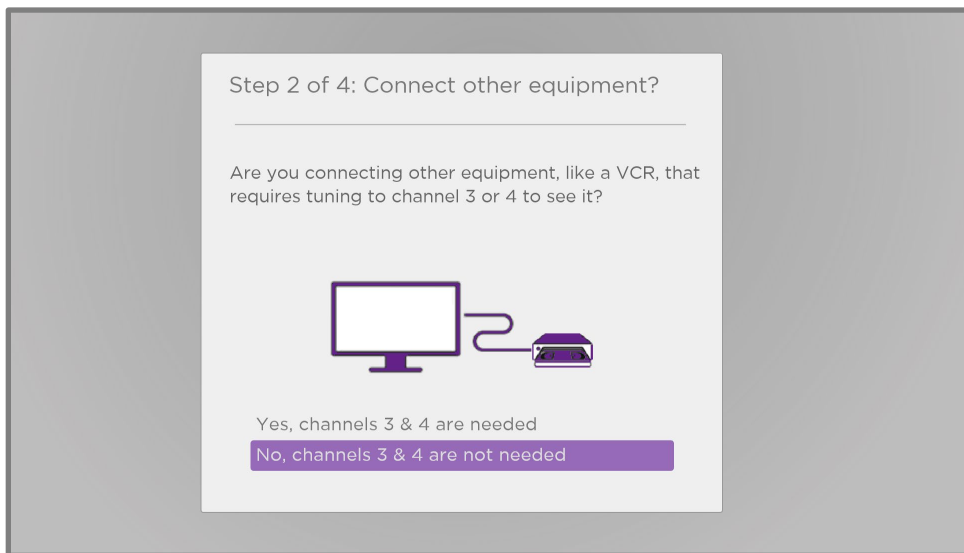 Step 2 of 4: Connect other equipment?
Are you connecting other equipment, like a VCR, that
requires tuning to channel 3 or 4 to see it?
Yes, channels 3 & 4 are needed
No, channels 3 & 4 are not needed